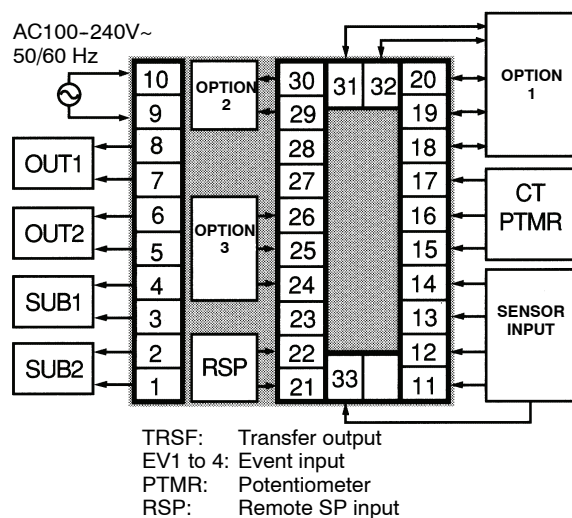 AC100-240V~
50/60 Hz
10
9
8
7
6
5
4
3
2
1
OUT1
OUT2
SUB1
SUB2
OPTION
2
OPTION
3
RSP
30
29
28
27
26
25
24
23
22
21
31
32
33
20
19
18
17
16
15
14
13
12
11
OPTION
1
CT
PTMR
SENSOR
INPUT
TRSF: Transfer output
EV1 to 4: Event input
PTMR: Potentiometer
RSP: Remote SP input